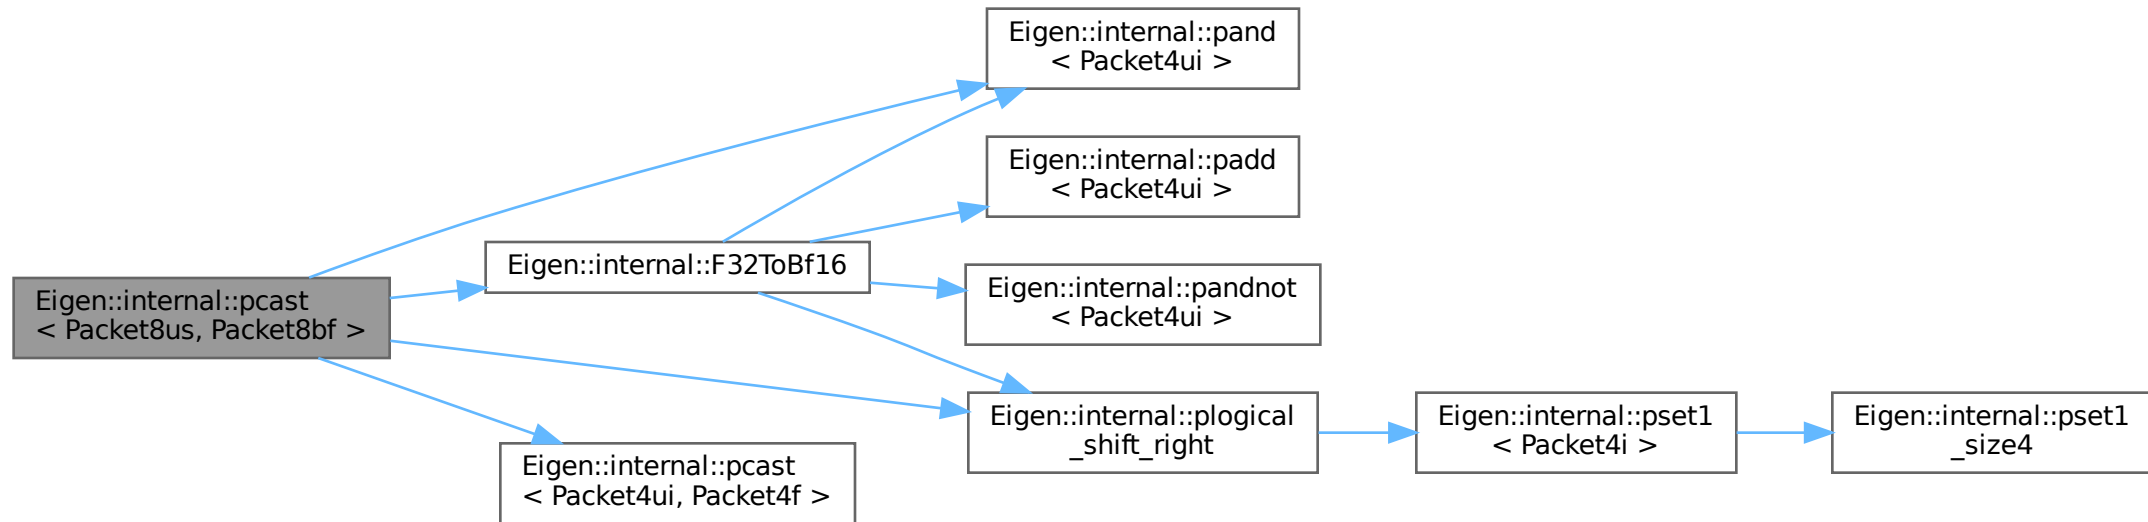 Eigen::internal::pcast
< Packet8us, Packet8bf >
Eigen::internal::pand
< Packet4ui >
Eigen::internal::F32ToBf16
Eigen::internal::padd
< Packet4ui >
Eigen::internal::pandnot
< Packet4ui >
Eigen::internal::plogical
_shift_right
Eigen::internal::pset1
< Packet4i >
Eigen::internal::pset1
_size4
Eigen::internal::pcast
< Packet4ui, Packet4f >